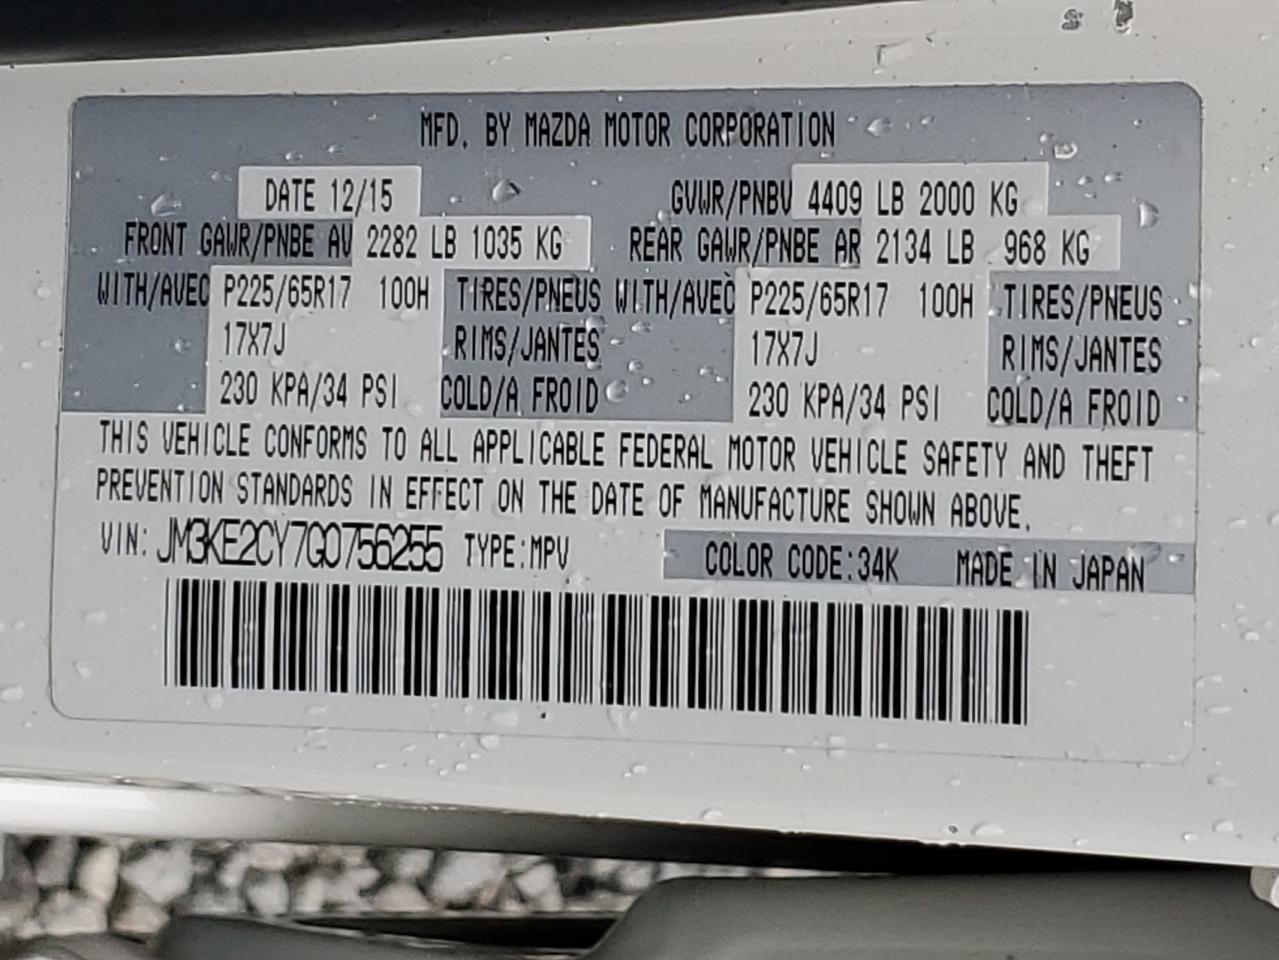 MFD. BY MAZDA MOTOR CORPORATION
DATE 12/15 GVWR/PNBV 4409 LB 2000 KG
FRONT GAWR/PNBE AV 2282 LB 1035 KG REAR GAWR/PNBE AR 2134 LB 968 KG
WITH/AVEC P225/65R17 100H TIRES/PNEUS WITH/AVEC P225/65R17 100H TIRES/PNEUS
17X7J RIMS/JANTES 17X7J RIMS/JANTES
230 KPA/34 PSI COLD/A FROID 230 KPA/34 PSI COLD/A FROID
THIS VEHICLE CONFORMS TO ALL APPLICABLE FEDERAL MOTOR VEHICLE SAFETY AND THEFT
PREVENTION STANDARDS IN EFFECT ON THE DATE OF MANUFACTURE SHOWN ABOVE.
VIN: JM3KE2CY7G0756255 TYPE:MPV COLOR CODE:34K MADE IN JAPAN